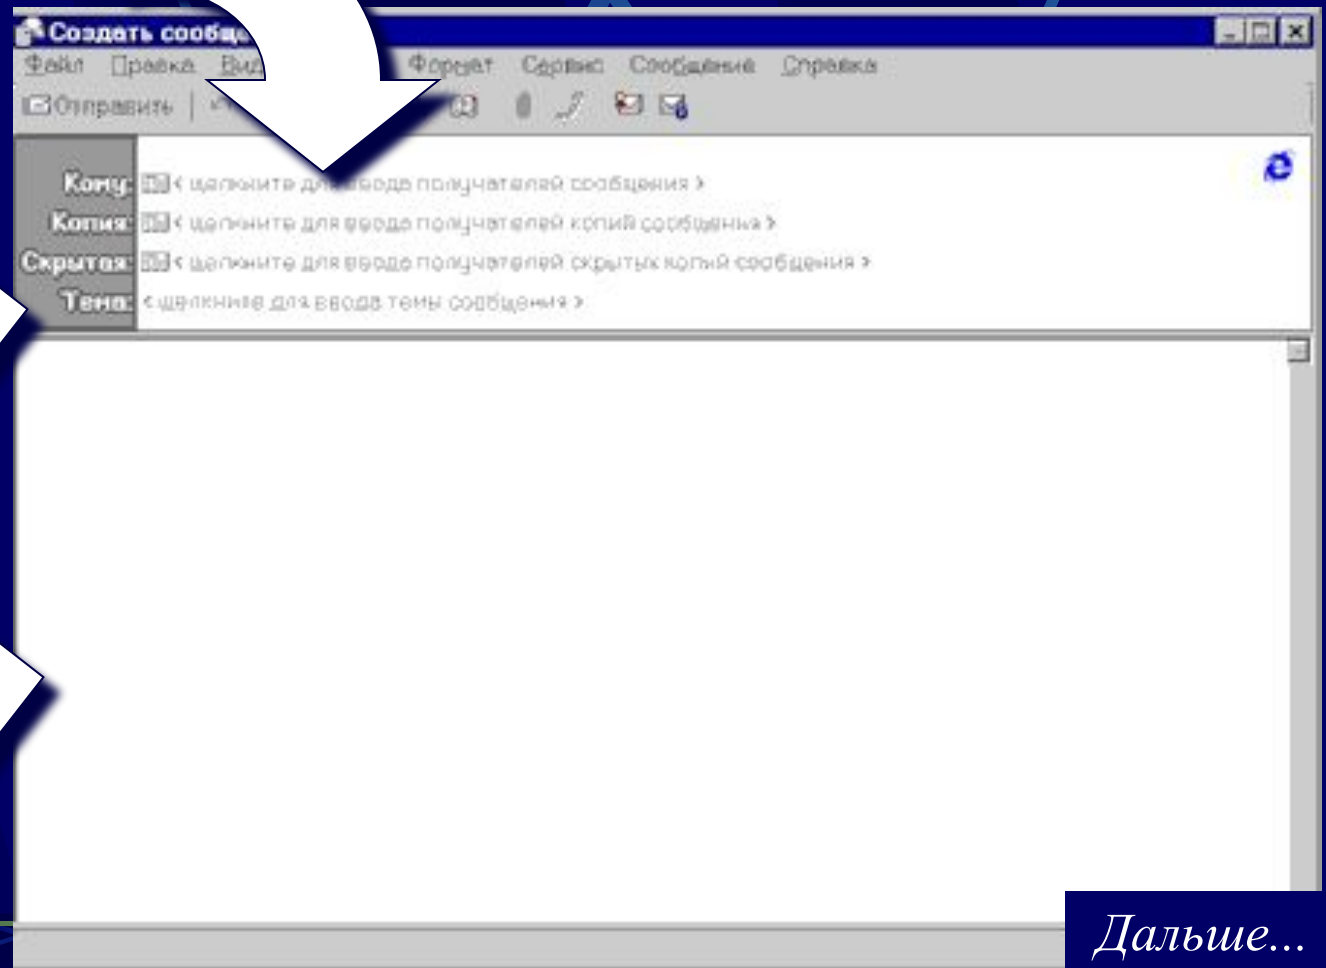 Создать сообще
Файл Правка Вид Формат Сервис Сообщение Справка
Отправить
Кому: < щелкните для ввода получателей сообщения >
Копия: < щелкните для ввода получателей копий сообщения >
Скрытая: < щелкните для ввода получателей скрытых копий сообщения >
Тема: < щелкните для ввода темы сообщения >
Дальше...